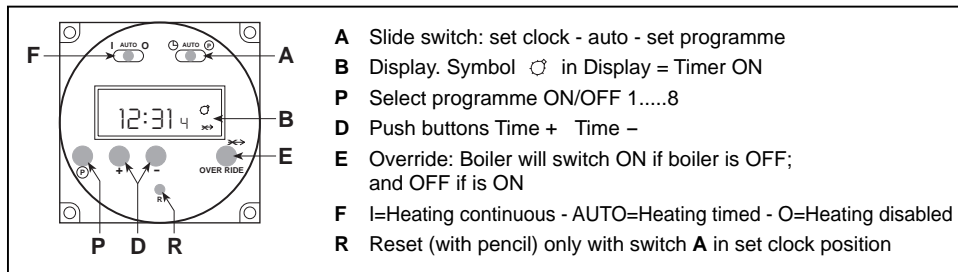 I AUTO O
AUTO P
F
A
12:31 4
B
E
P
+
−
OVER RIDE
R
P D R
A Slide switch: set clock - auto - set programme
B Display. Symbol in Display = Timer ON
P Select programme ON/OFF 1.....8
D Push buttons Time + Time −
E Override: Boiler will switch ON if boiler is OFF;
and OFF if is ON
F I=Heating continuous - AUTO=Heating timed - O=Heating disabled
R Reset (with pencil) only with switch A in set clock position